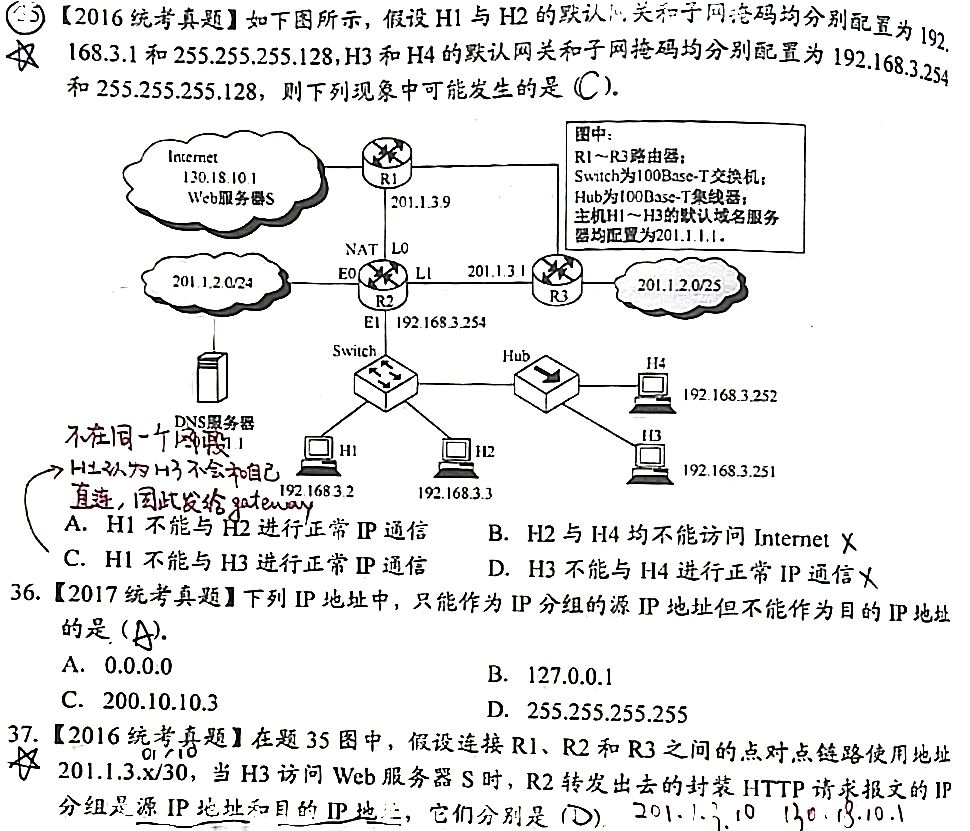 35 【2016 统考真题】如下图所示，假设 H1 与 H2 的默认网关和子网掩码均分别配置为 192.
168.3.1 和 255.255.255.128, H3 和 H4 的默认网关和子网掩码均分别配置为 192.168.3.254
和 255.255.255.128，则下列现象中可能发生的是 (C)。
Internet
130.18.10.1
Web服务器S
R1
201.1.3.9
图中：
R1～R3路由器；
Switch为100Base-T交换机；
Hub为100Base-T集线器；
主机H1～H3的默认域名服务
器均配置为201.1.1.1。
NAT L0
201.1.2.0/24
E0
R2
L1
201.1.3.1
R3
201.1.2.0/25
E1 192.168.3.254
Switch
Hub
H4
192.168.3.252
DNS服务器
H1
H2
H3
192.168.3.251
192.168.3.2
192.168.3.3
不在同一个网段
H1认为H3不会和自己
直连，因此发给gateway
A. H1 不能与 H2 进行正常 IP 通信 B. H2 与 H4 均不能访问 Internet X
C. H1 不能与 H3 进行正常 IP 通信 D. H3 不能与 H4 进行正常 IP 通信 X
36. 【2017 统考真题】下列 IP 地址中，只能作为 IP 分组的源 IP 地址但不能作为目的 IP 地址
的是 (A)。
A. 0.0.0.0 B. 127.0.0.1
C. 200.10.10.3 D. 255.255.255.255
37. 【2016 统考真题】在题 35 图中，假设连接 R1、R2 和 R3 之间的点对点链路使用地址
01/10
201.1.3.x/30，当 H3 访问 Web 服务器 S 时，R2 转发出去的封装 HTTP 请求报文的 IP
分组是源 IP 地址和目的 IP 地址，它们分别是 (D) 201.1.3.10 130.18.10.1